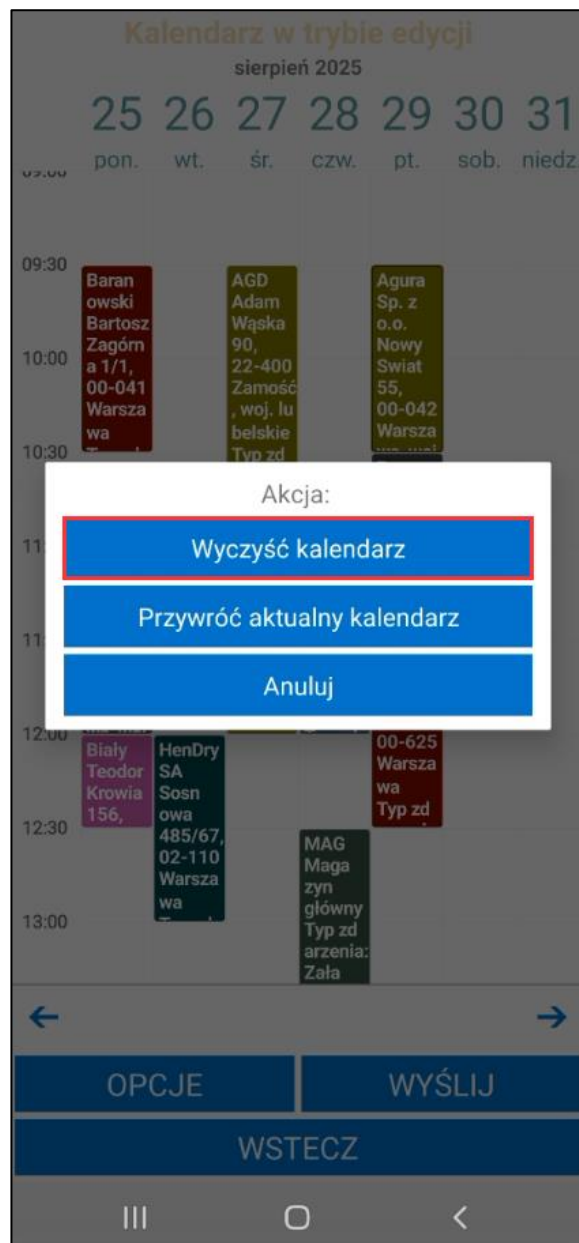 Kalendarz w trybie edycji
sierpień 2025
25 26 27 28 29 30 31
pon. wt. śr. czw. pt. sob. niedz.
09:00
09:30
Baran
owski
Bartosz
Zagórn
a 1/1,
00-041
Warsza
wa
AGD
Adam
Wąska
90,
22-400
Zamość
, woj. lu
belskie
Typ zd
Agura
Sp. z
o.o.
Nowy
Swiat
55,
00-042
Warsza
10:00
10:30
Akcja:
Wyczyść kalendarz
Przywróć aktualny kalendarz
Anuluj
11:
11:
12:00
Biały
Teodor
Krowia
156,
HenDry
SA
Sosn
owa
485/67,
02-110
Warsza
wa
00-625
Warsza
wa
Typ zd
12:30
MAG
Maga
zyn
główny
Typ zd
arzenia:
Zała
13:00
OPCJE
WYŚLIJ
WSTECZ